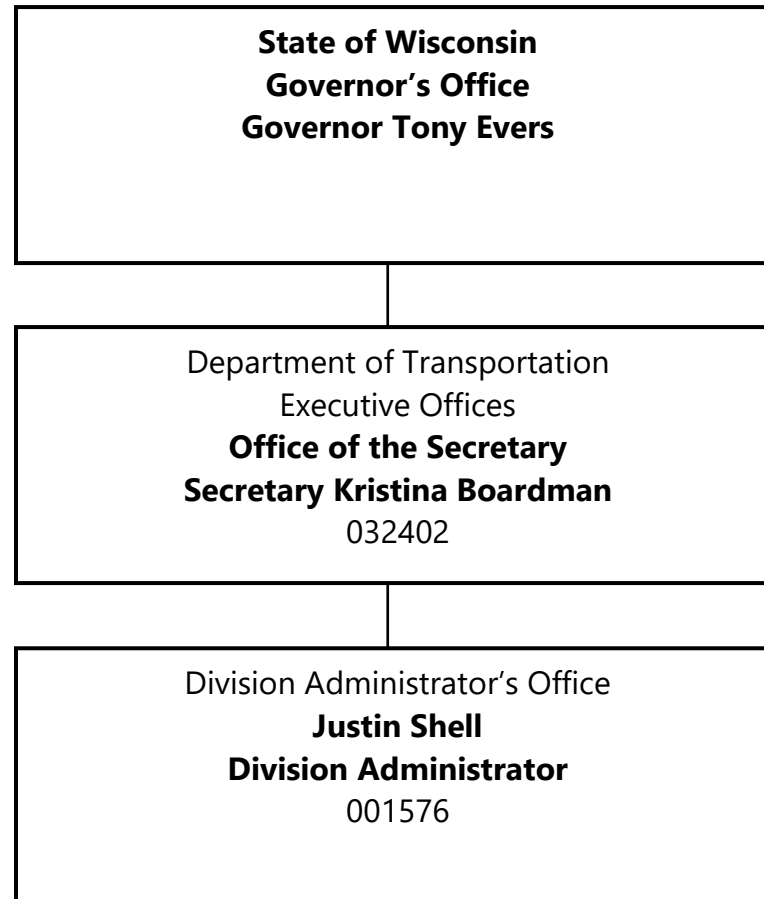 State of Wisconsin
Governor’s Office
Governor Tony Evers
Department of Transportation
Executive Offices
Office of the Secretary
Secretary Kristina Boardman
032402
Division Administrator’s Office
Justin Shell
Division Administrator
001576